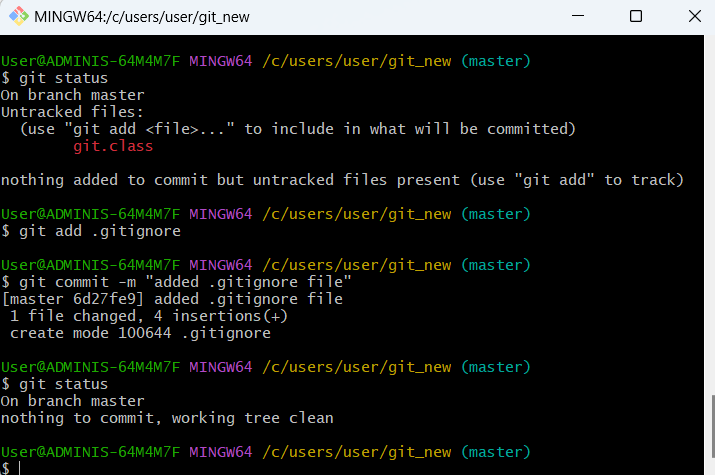 MINGW64:/c/users/user/git_new
User@ADMINIS-64M4M7F MINGW64 /c/users/user/git_new (master)
$ git status
On branch master
Untracked files:
  (use "git add <file>..." to include in what will be committed)
        git.class

nothing added to commit but untracked files present (use "git add" to track)

User@ADMINIS-64M4M7F MINGW64 /c/users/user/git_new (master)
$ git add .gitignore

User@ADMINIS-64M4M7F MINGW64 /c/users/user/git_new (master)
$ git commit -m "added .gitignore file"
[master 6d27fe9] added .gitignore file
 1 file changed, 4 insertions(+)
 create mode 100644 .gitignore

User@ADMINIS-64M4M7F MINGW64 /c/users/user/git_new (master)
$ git status
On branch master
nothing to commit, working tree clean

User@ADMINIS-64M4M7F MINGW64 /c/users/user/git_new (master)
$